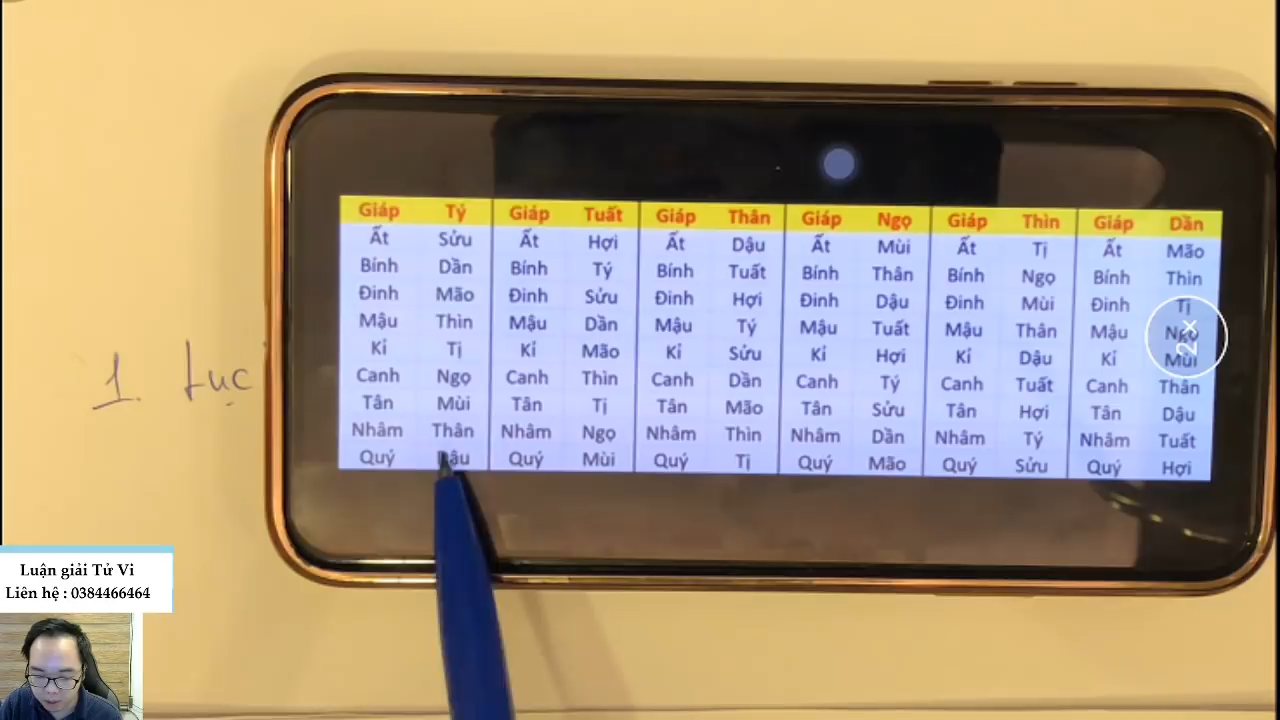 Giáp Tý Giáp Tuất Giáp Thân Giáp Ngọ Giáp Thìn Giáp Dần
Ất Sửu Ất Hợi Ất Dậu Ất Mùi Ất Tị Ất Mão
Bính Dần Bính Tý Bính Tuất Bính Thân Bính Ngọ Bính Thìn
Đinh Mão Đinh Sửu Đinh Hợi Đinh Dậu Đinh Mùi Đinh Tị
Mậu Thìn Mậu Dần Mậu Tý Mậu Tuất Mậu Thân Mậu Ngọ
Kỉ Tị Kỉ Mão Kỉ Sửu Kỉ Hợi Kỉ Dậu Kỉ Mùi
Canh Ngọ Canh Thìn Canh Dần Canh Tý Canh Tuất Canh Thân
Tân Mùi Tân Tị Tân Mão Tân Sửu Tân Hợi Tân Dậu
Nhâm Thân Nhâm Ngọ Nhâm Thìn Nhâm Dần Nhâm Tý Nhâm Tuất
Quý Dậu Quý Mùi Quý Tị Quý Mão Quý Sửu Quý Hợi
2x
1. Lục
Luận giải Tử Vi
Liên hệ : 0384466464